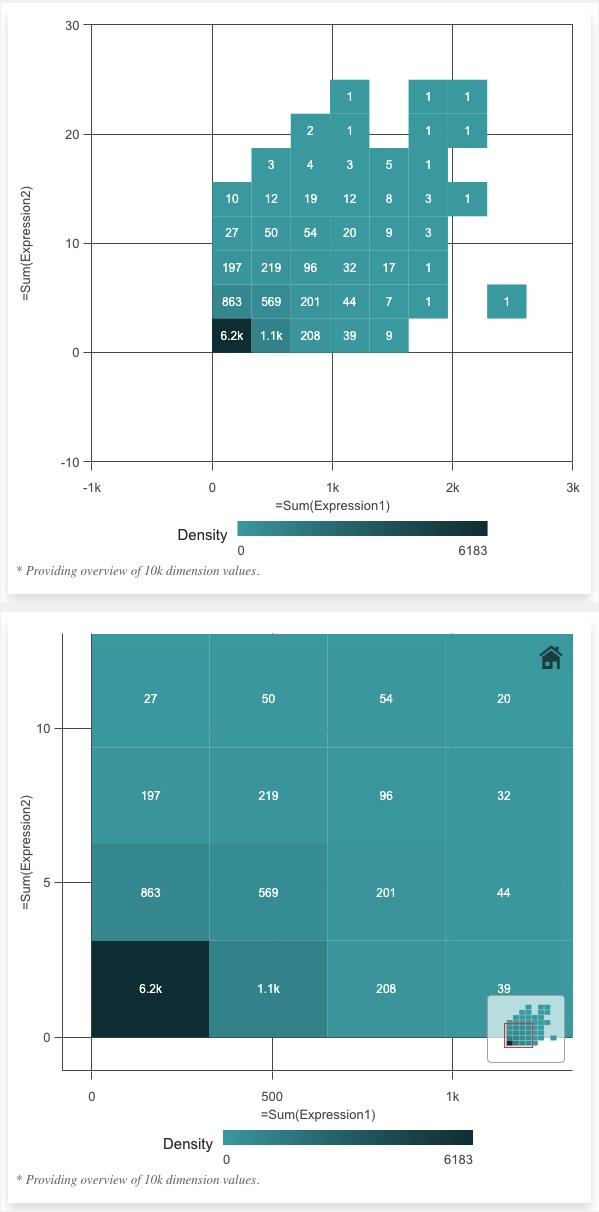 30
1 1 1
20
2 1 1 1
3 4 3 5 1
10 12 19 12 8 3 1
10
27 50 54 20 9 3
197 219 96 32 17 1
863 569 201 44 7 1 1
6.2k 1.1k 208 39 9
0
-10
=Sum(Expression2)
-1k 0 1k 2k 3k
=Sum(Expression1)
Density
0 6183
* Providing overview of 10k dimension values.
27 50 54 20
10
197 219 96 32
5
863 569 201 44
6.2k 1.1k 208 39
0
=Sum(Expression2)
0 500 1k
=Sum(Expression1)
Density
0 6183
* Providing overview of 10k dimension values.